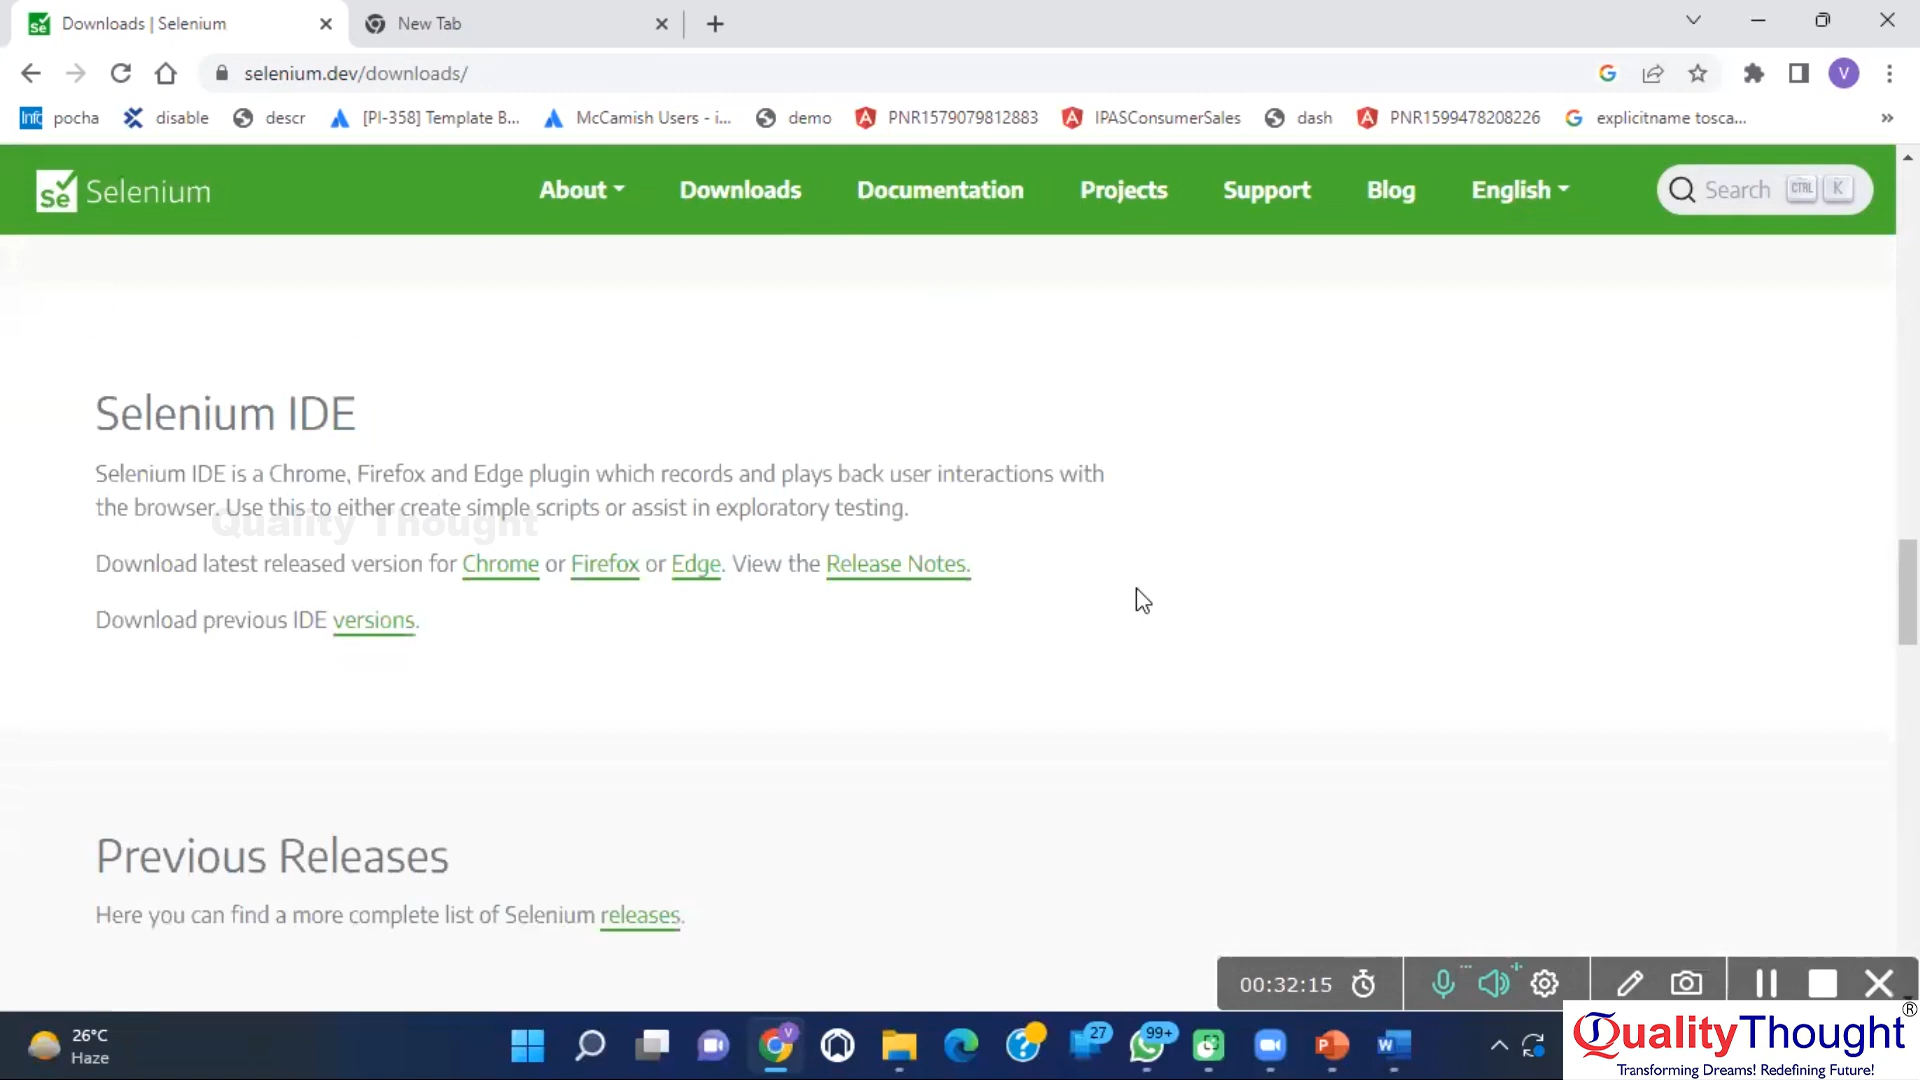 Downloads | Selenium
New Tab
selenium.dev/downloads/
V
Info
pocha
disable
descr
[PI-358] Template B...
McCamish Users - i...
demo
PNR1579079812883
IPASConsumerSales
dash
PNR1599478208226
explicitname tosca...
»
Se Selenium
About
Downloads
Documentation
Projects
Support
Blog
English
Search CTRL K
Selenium IDE
Selenium IDE is a Chrome, Firefox and Edge plugin which records and plays back user interactions with
the browser. Use this to either create simple scripts or assist in exploratory testing.
Quality Thought
Download latest released version for Chrome or Firefox or Edge. View the Release Notes.
Download previous IDE versions.
Previous Releases
Here you can find a more complete list of Selenium releases.
00:32:15
26°C
Haze
V
27
99+
P
W
QualityThought®
Transforming Dreams! Redefining Future!